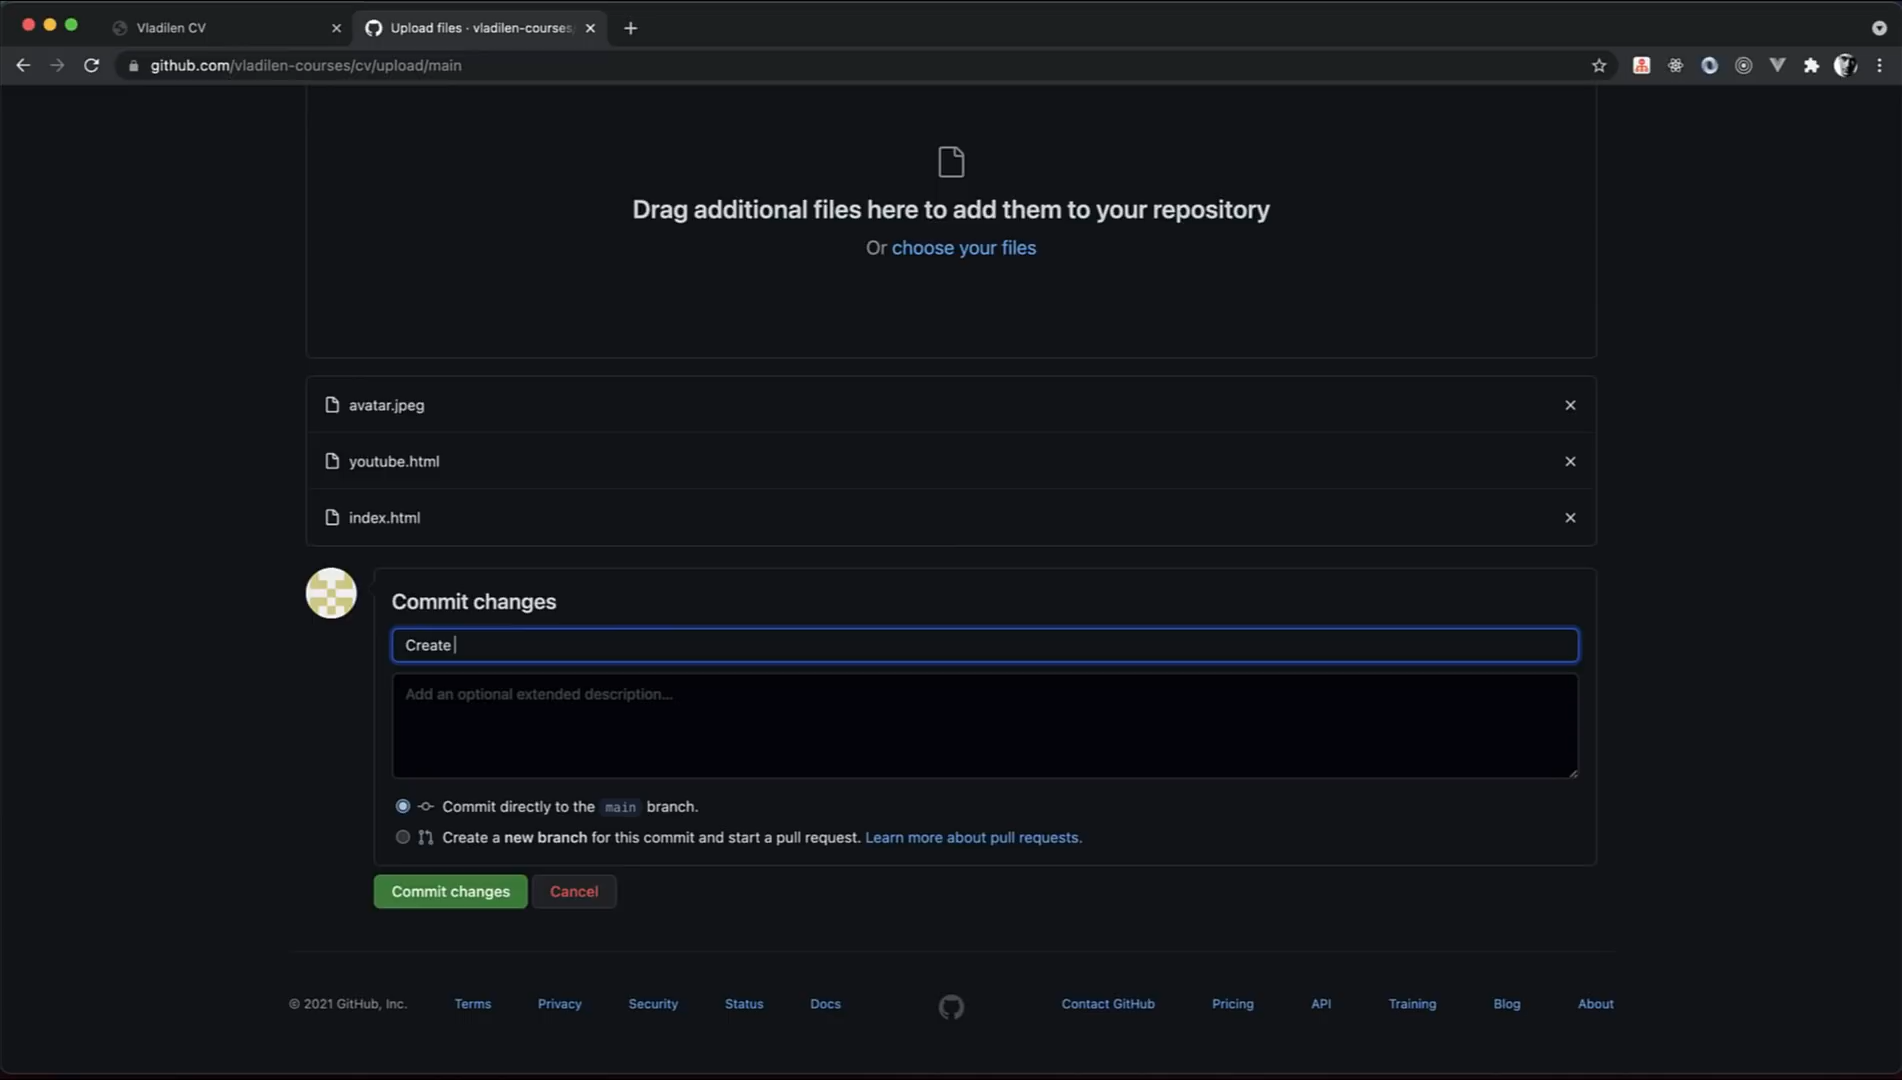 Vladilen CV
Upload files · vladilen-courses/
github.com/vladilen-courses/cv/upload/main
Drag additional files here to add them to your repository
Or choose your files
avatar.jpeg
youtube.html
index.html
Commit changes
Create
Add an optional extended description...
Commit directly to the main branch.
Create a new branch for this commit and start a pull request. Learn more about pull requests.
Commit changes Cancel
© 2021 GitHub, Inc. Terms Privacy Security Status Docs Contact GitHub Pricing API Training Blog About